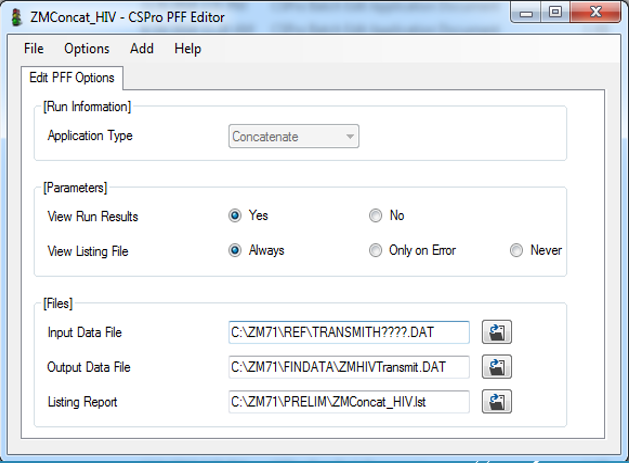 ZMConcat_HIV - CSPro PFF Editor
File Options Add Help
Edit PFF Options
[Run Information]
Application Type Concatenate
[Parameters]
View Run Results Yes No
View Listing File Always Only on Error Never
[Files]
Input Data File C:\ZM71\REF\TRANSMITH????.DAT
Output Data File C:\ZM71\FINDATA\ZMHIVTransmit.DAT
Listing Report C:\ZM71\PRELIM\ZMConcat_HIV.lst